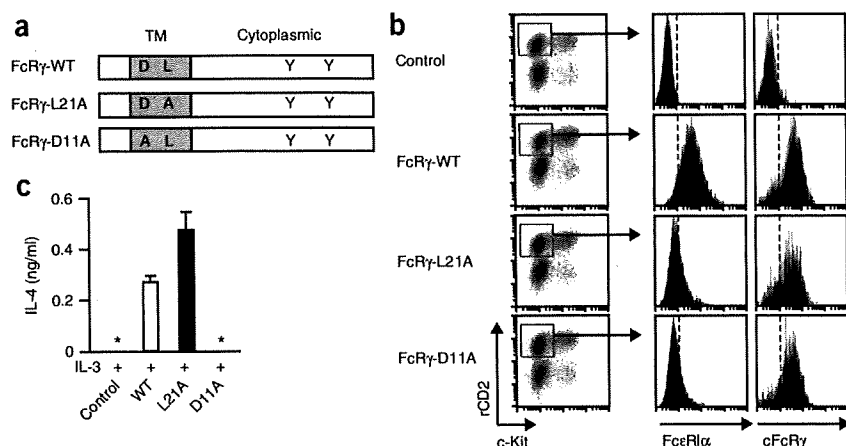 a
TM Cytoplasmic
FcRγ-WT D L Y Y
FcRγ-L21A D A Y Y
FcRγ-D11A A L Y Y
b
Control
FcRγ-WT
FcRγ-L21A
FcRγ-D11A
rCD2
c-Kit FcεRIα cFcRγ
c
IL-4 (ng/ml)
0.6
0.4
0.2
0
* *
IL-3 + + + +
Control WT L21A D11A